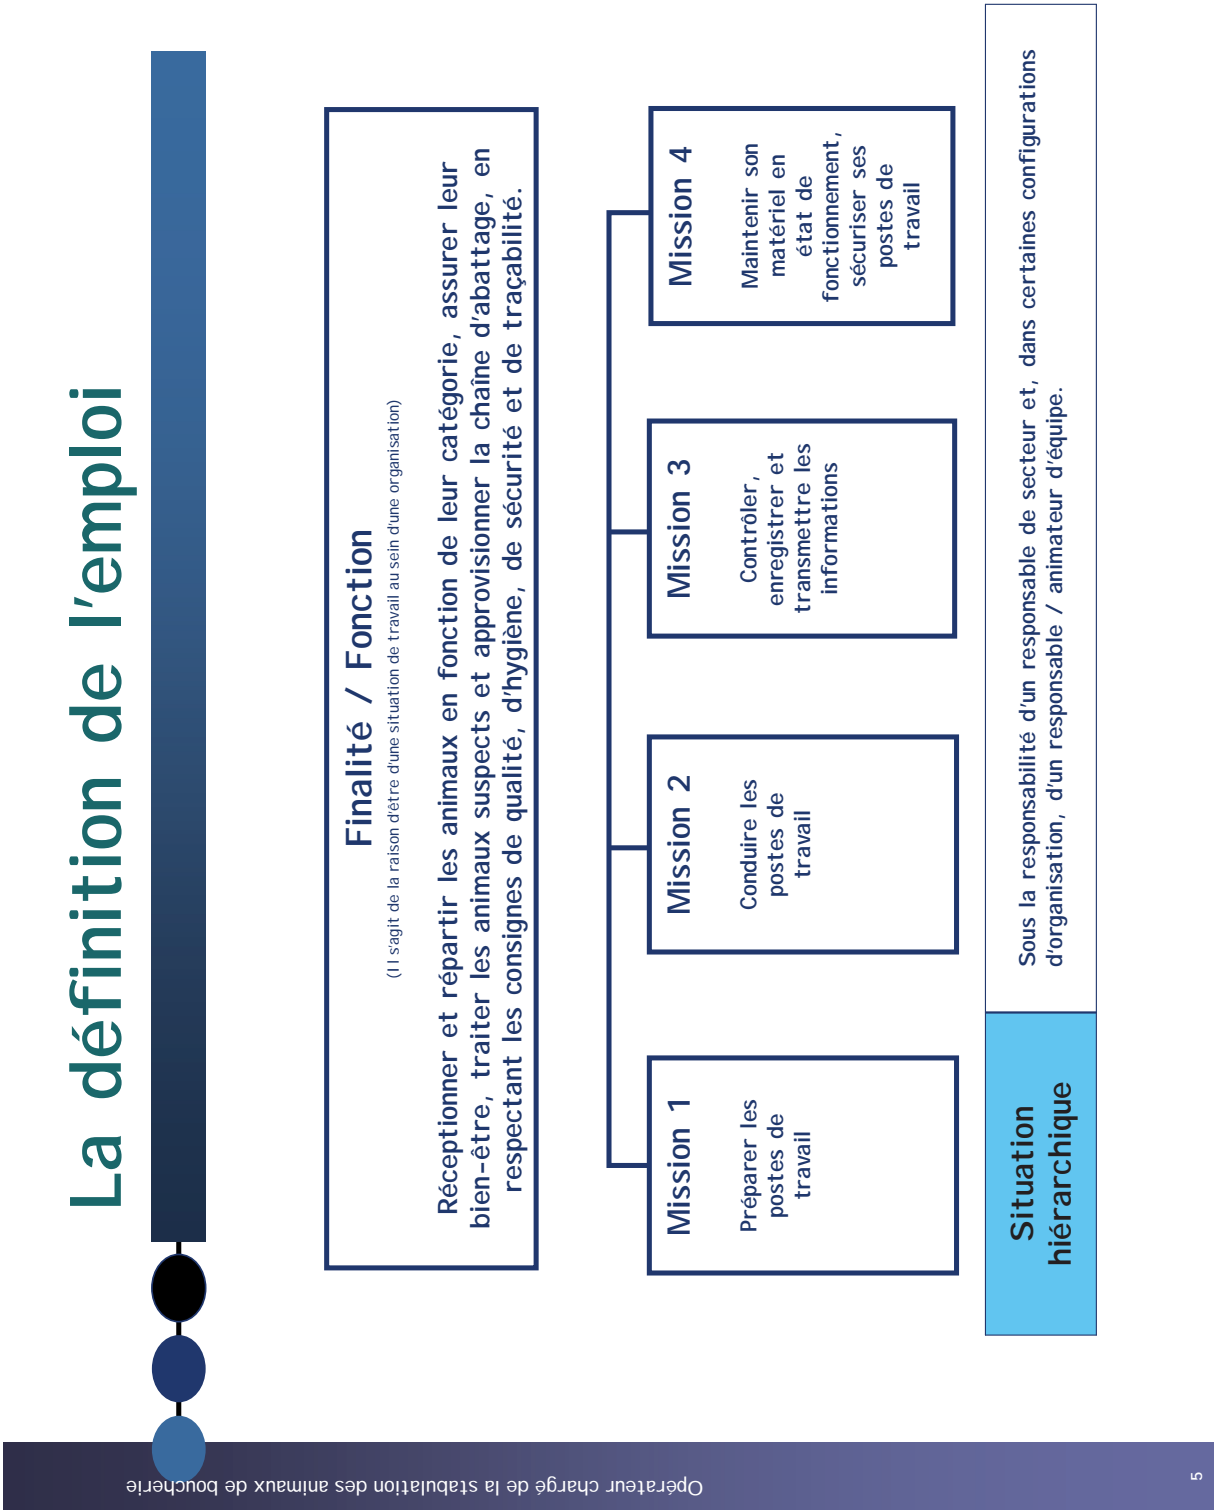 La définition de l'emploi
Finalité / Fonction
(Il s'agit de la raison d'être d'une situation de travail au sein d'une organisation)
Réceptionner et répartir les animaux en fonction de leur catégorie, assurer leur
bien-être, traiter les animaux suspects et approvisionner la chaîne d'abattage, en
respectant les consignes de qualité, d'hygiène, de sécurité et de traçabilité.
Mission 1
Préparer les
postes de
travail
Mission 2
Conduire les
postes de
travail
Mission 3
Contrôler,
enregistrer et
transmettre les
informations
Mission 4
Maintenir son
matériel en
état de
fonctionnement,
sécuriser ses
postes de
travail
Situation
hiérarchique
Sous la responsabilité d'un responsable de secteur et, dans certaines configurations
d'organisation, d'un responsable / animateur d'équipe.
Opérateur chargé de la stabulation des animaux de boucherie
5